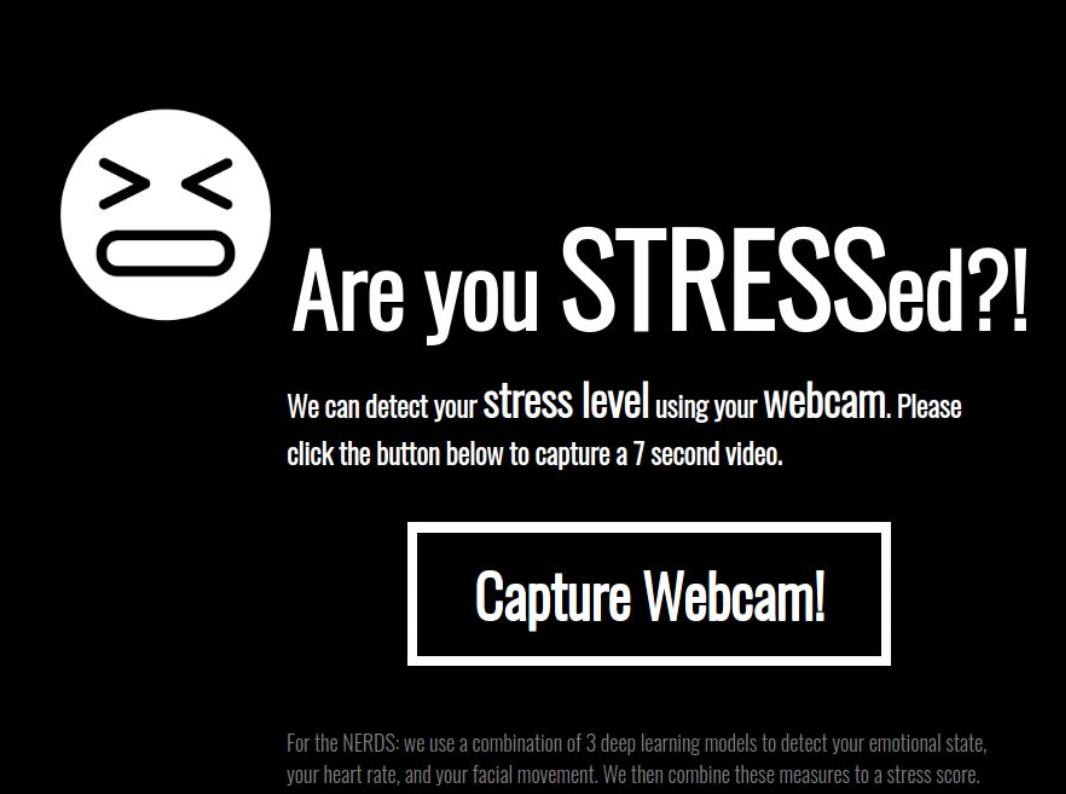 Are you STRESSed?!
We can detect your stress level using your webcam. Please
click the button below to capture a 7 second video.
Capture Webcam!
For the NERDS: we use a combination of 3 deep learning models to detect your emotional state,
your heart rate, and your facial movement. We then combine these measures to a stress score.